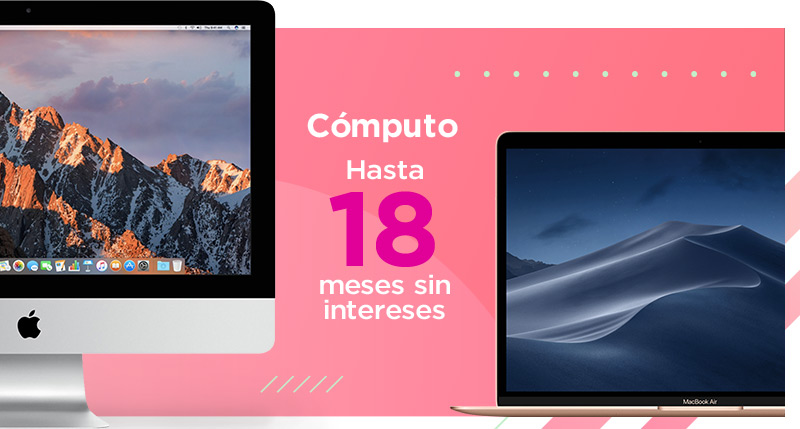 Cómputo
Hasta
18
meses sin
intereses
MacBook Air